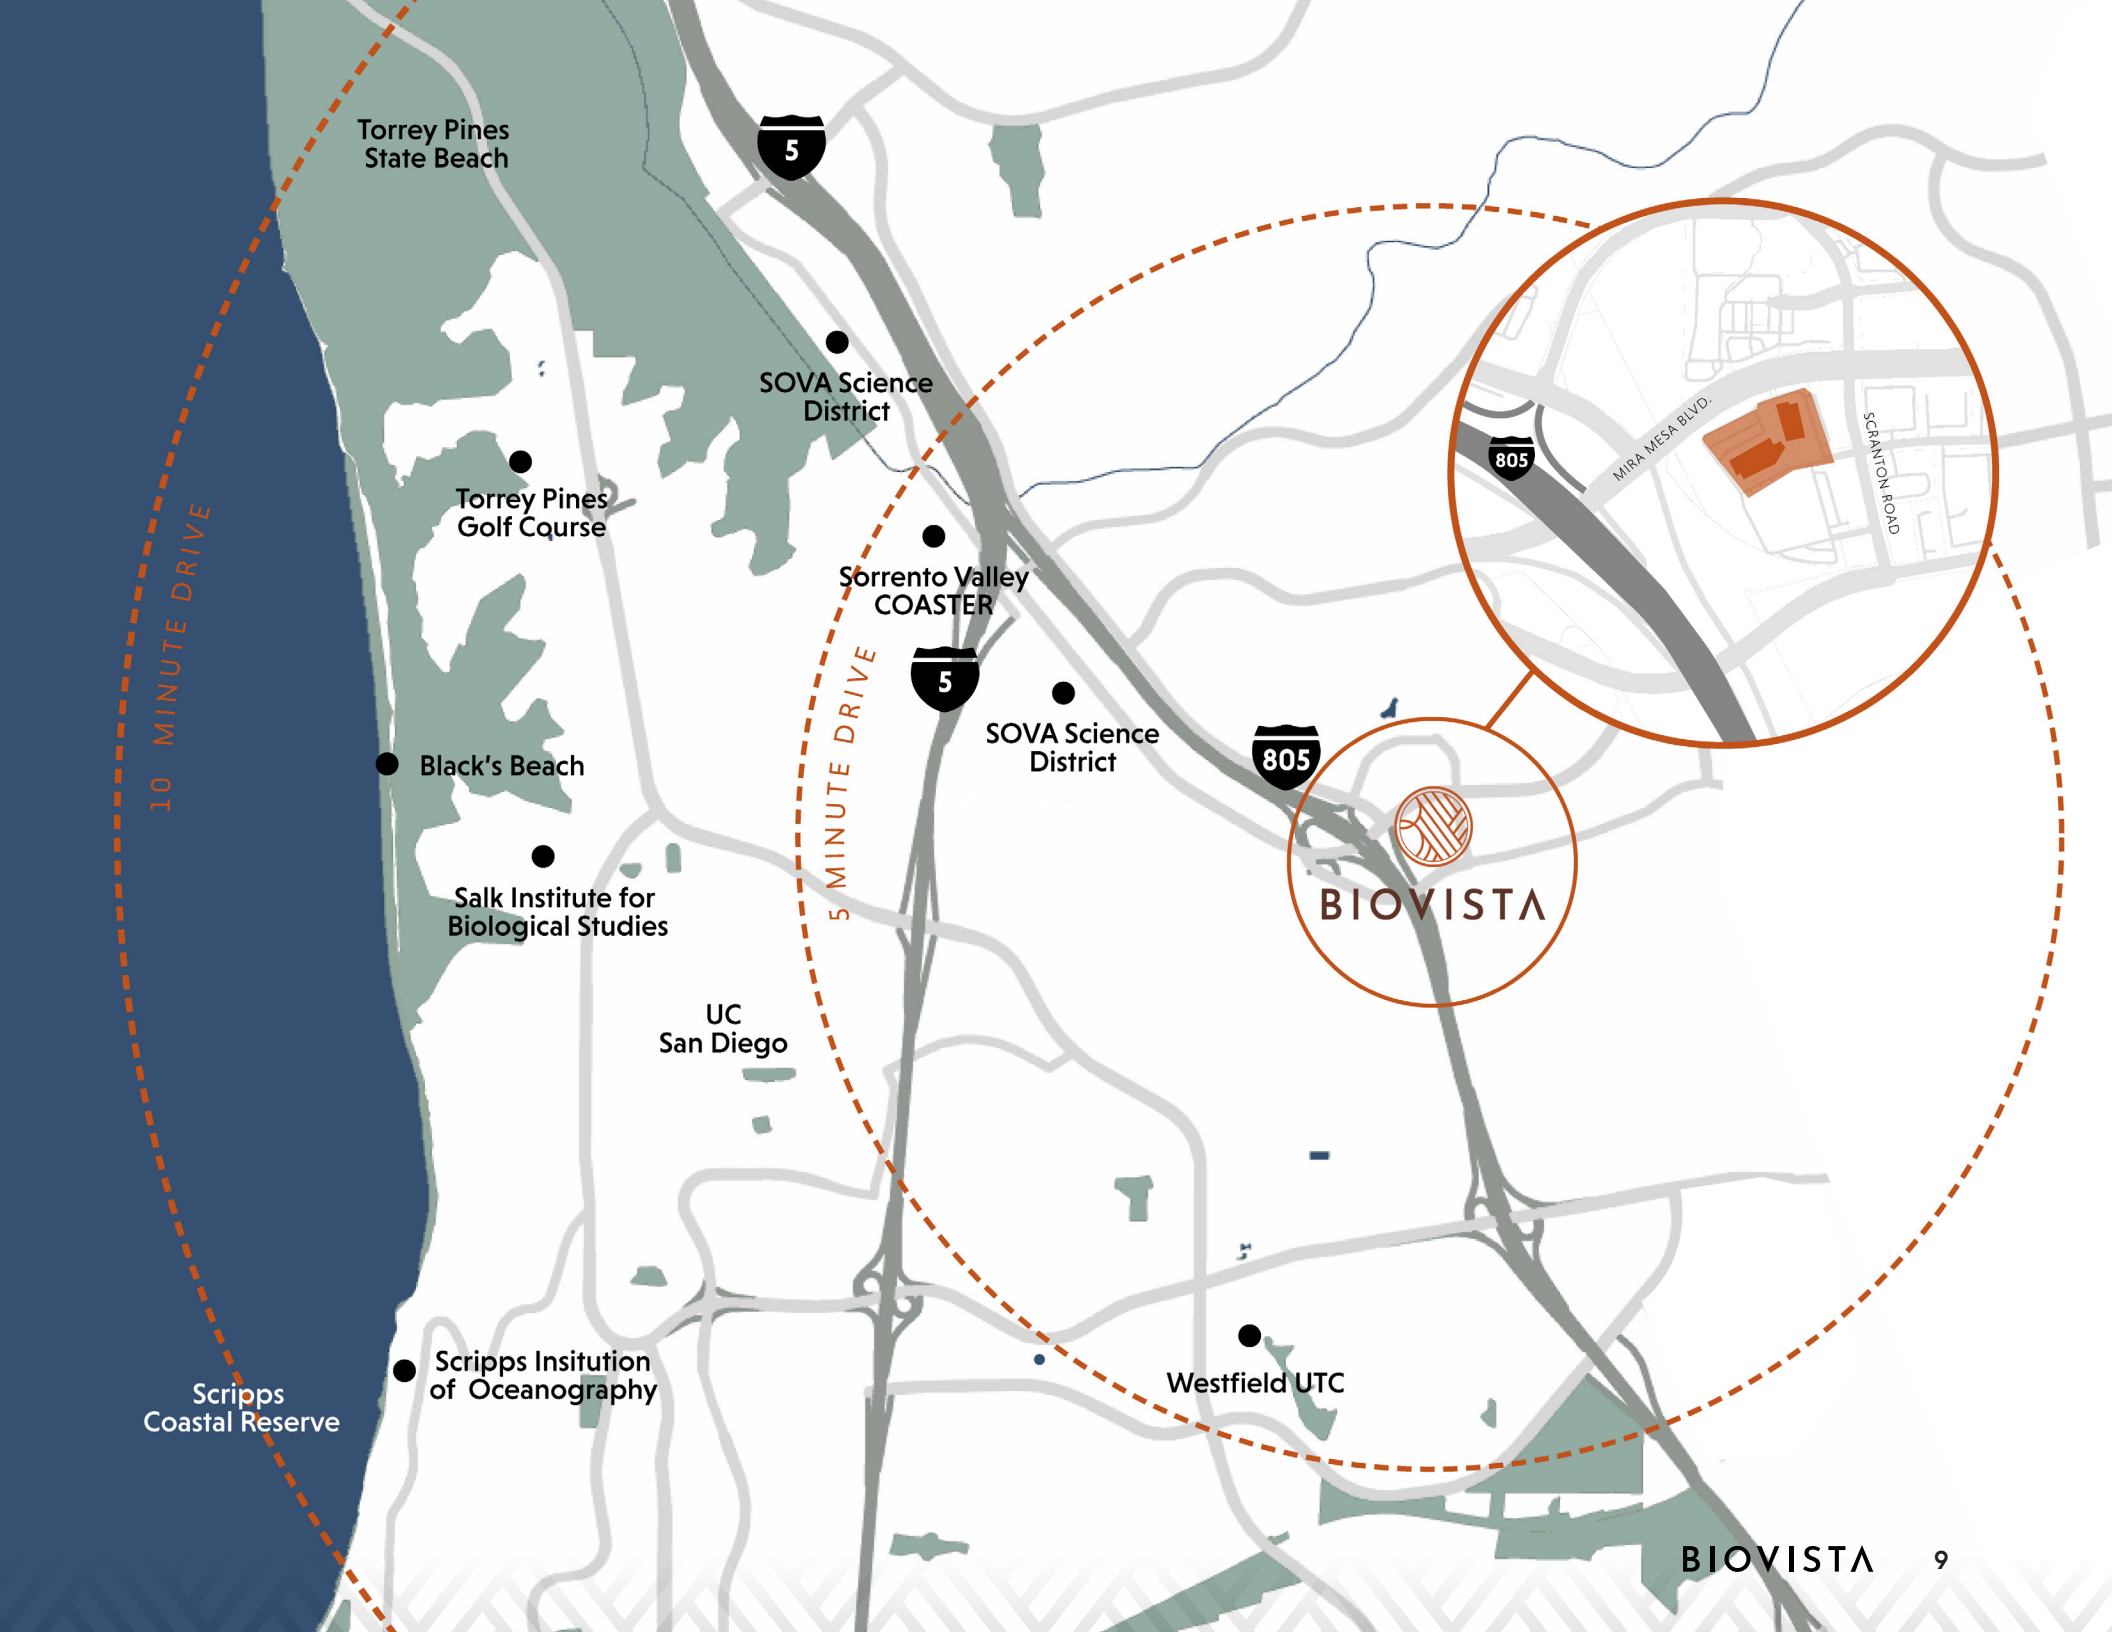 Torrey Pines
State Beach
5
SOVA Science
District
Torrey Pines
Golf Course
10 MINUTE DRIVE
Sorrento Valley
COASTER
5
5 MINUTE DRIVE
SOVA Science
District
805
MIRA MESA BLVD.
SCRANTON ROAD
805
BIOVISTA
Black's Beach
Salk Institute for
Biological Studies
UC
San Diego
Scripps Insitution
of Oceanography
Scripps
Coastal Reserve
Westfield UTC
BIOVISTA 9